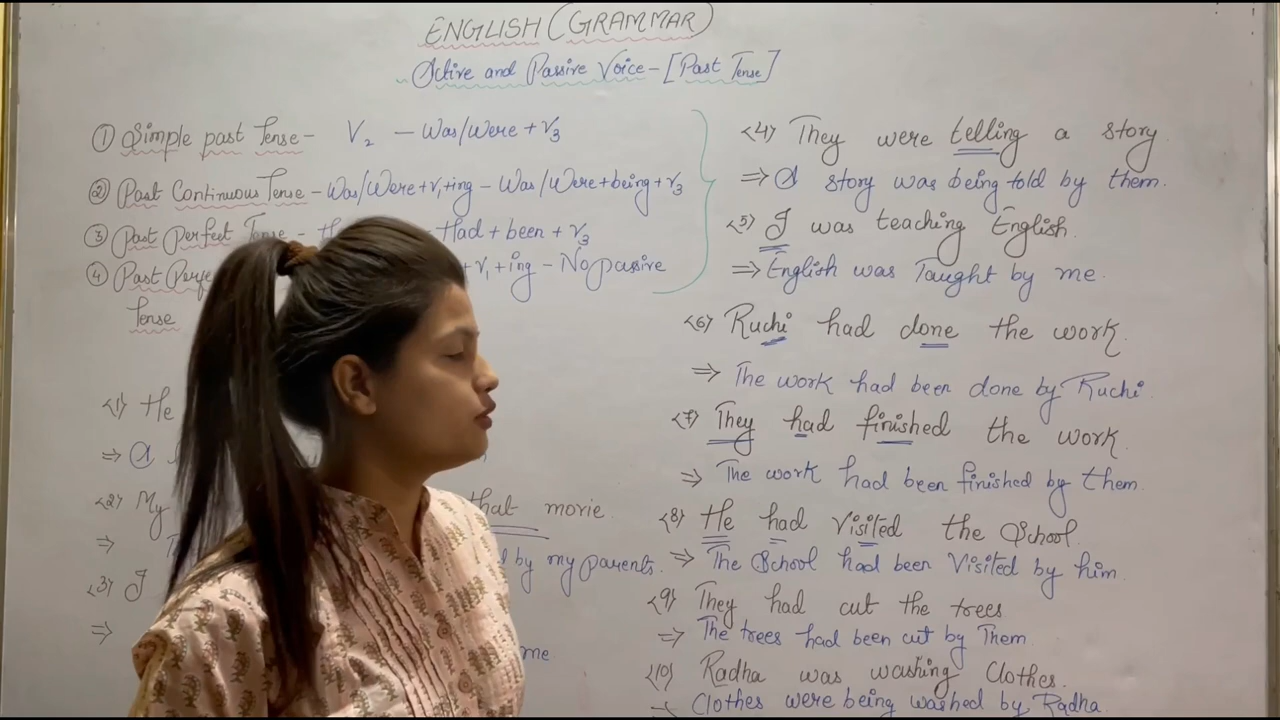 ENGLISH (GRAMMAR)
Active and Passive Voice - [Past Tense]
① Simple past Tense - V2 - Was/Were + V3
② Past Continuous Tense - Was/Were+V1+ing - Was/Were+being+V3
③ Past Perfect Tense - Had + been + V3
④ Past + V1 + ing - No passive
Tense
(1) He
⇒ A
(2) My that movie
⇒ by my parents.
(3) I
⇒ me
(4) They were telling a story.
⇒ A story was being told by them.
(5) I was teaching English.
⇒ English was Taught by me.
(6) Ruchi had done the work.
⇒ The work had been done by Ruchi.
(7) They had finished the work.
⇒ The work had been finished by them.
(8) He had visited the School.
⇒ The School had been Visited by him.
(9) They had cut the trees
⇒ The trees had been cut by Them.
(10) Radha was washing Clothes.
⇒ Clothes were being washed by Radha.